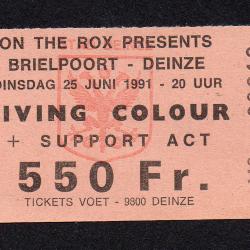 ON THE ROX PRESENTS
BRIELPOORT - DEINZE
DINSDAG 25 JUNI 1991 - 20 UUR
IVING COLOUR
+ SUPPORT ACT
550 Fr.
TICKETS VOET - 9800 DEINZE